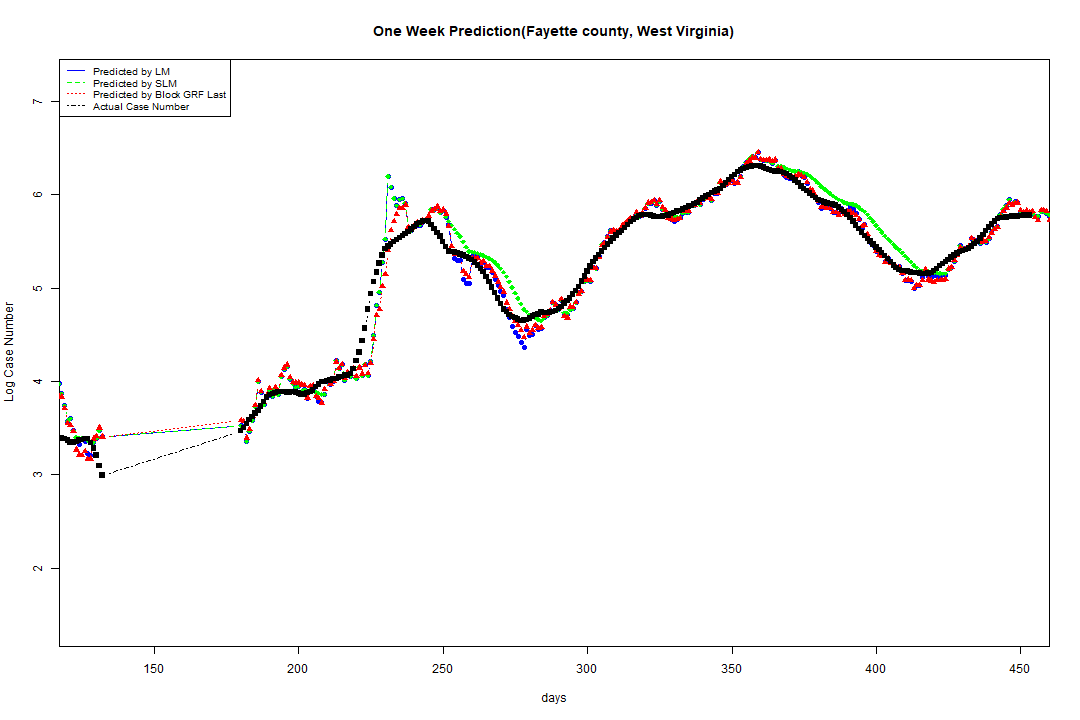 One Week Prediction(Fayette county, West Virginia)
Predicted by LM
Predicted by SLM
Predicted by Block GRF Last
Actual Case Number
7
6
5
4
3
2
Log Case Number
150 200 250 300 350 400 450
days